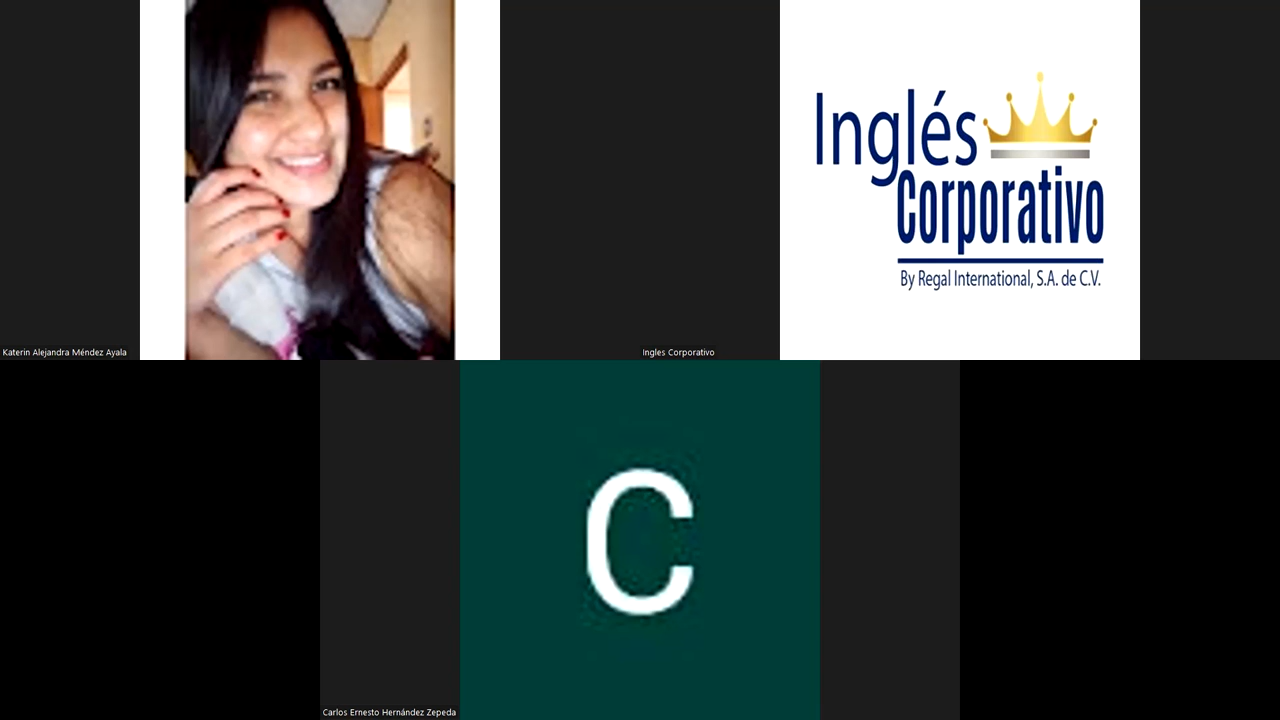 Inglés
Corporativo
By Regal International, S.A. de C.V.
Katerin Alejandra Méndez Ayala
Ingles Corporativo
C
Carlos Ernesto Hernández Zepeda